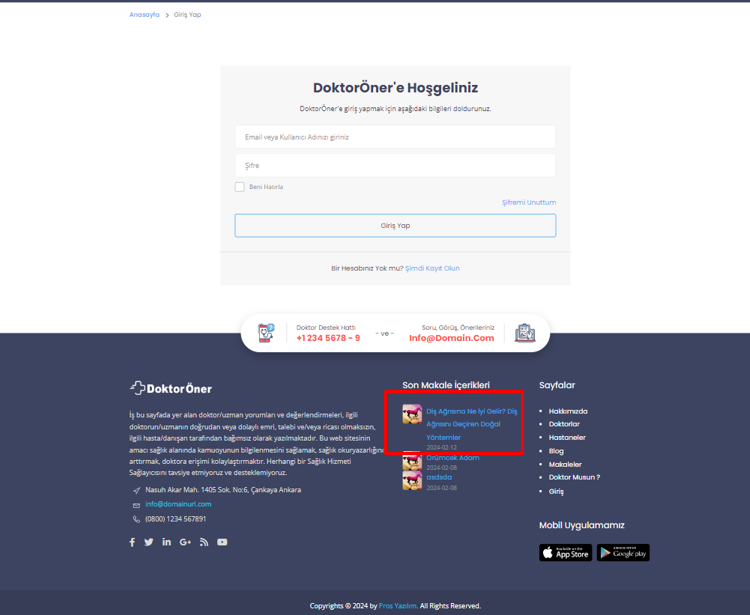 Anasayfa > Giriş Yap
DoktorÖner'e Hoşgeliniz
DoktorÖner'e giriş yapmak için aşağıdaki bilgileri doldurunuz.
Email veya Kullanıcı Adınızı giriniz
Şifre
Beni Hatırla
Şifremi Unuttum
Giriş Yap
Bir Hesabınız Yok mu? Şimdi Kayıt Olun
Doktor Destek Hattı
+1 234 5678 - 9
- ve -
Soru, Görüş, Önerileriniz
Info@Domain.Com
DoktorÖner
İş bu sayfada yer alan doktor/uzman yorumları ve değerlendirmeleri, ilgili
doktorun/uzmanın doğrudan veya dolaylı emri, talebi ve/veya ricası olmaksızın,
ilgili hasta/danışan tarafından bağımsız olarak yazılmaktadır. Bu web sitesinin
amacı sağlık alanında kamuoyunun bilgilenmesini sağlamak, sağlık okuryazarlığını
arttırmak, doktora erişimi kolaylaştırmaktır. Herhangi bir Sağlık Hizmeti
Sağlayıcısını tavsiye etmiyoruz ve desteklemiyoruz.
Nasuh Akar Mah. 1405 Sok. No:6, Çankaya Ankara
info@domainurl.com
(0800) 1234 567891
Son Makale İçerikleri
Diş Ağrısına Ne İyi Gelir? Diş
Ağrısını Geçiren Doğal
Yöntemler
2024-02-12
Örümcek Adam
2024-02-08
asdsda
2024-02-08
Sayfalar
Hakkımızda
Doktorlar
Hastaneler
Blog
Makaleler
Doktor Musun ?
Giriş
Mobil Uygulamamız
App Store
Google play
Copyrights © 2024 by Pros Yazılım. All Rights Reserved.